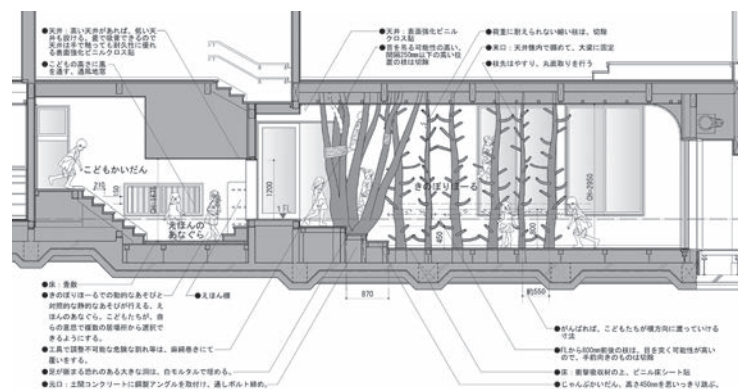 ●天井：高い天井があれば、低い天
井も設ける。歳で吸音できるので
天井は手で触っても耐久性に優れ
る表面強化ビニルクロス貼
●こどもの高さに風
を通す、通風地窓
●天井：表面強化ビニル
クロス貼
●目を吊る可能性の高い、
間隔250mm以下の高い位
置の枝は切除
●荷重に耐えられない細い枝は、切除
●末口：天井懐内で纏めて、大梁に固定
●枝先はやすり、丸面取りを行う
こどもかいだん
210
150
えほんの
あなぐら
1200
1FL
きのぼりほーる
450
CH=2950
870
約550
●床：畳敷
●きのぼりほーるでの動的なあそびと
対照的な静的なあそびが行える、え
ほんのあなぐら。こどもたちが、自
らの意思で複数の居場所から選択で
きるようにする。
●えほん棚
●工具で調整不可能な危険な割れ等は、麻縄巻きにて
覆いをする。
●足が嵌まる恐れのある大きな洞は、白モルタルで埋める。
●元口：土間コンクリートに鋼製アングルを取付け、通しボルト締め。
●がんばれば、こどもたちが横方向に渡っていける
寸法
●FLから800mm前後の枝は、目を突く可能性が高い
ので、手前向きのものは切除
●床：衝撃吸収材の上、ビニル床シート貼
●じゃんぷかいだん。高さ450mmを思いっきり跳ぶ。